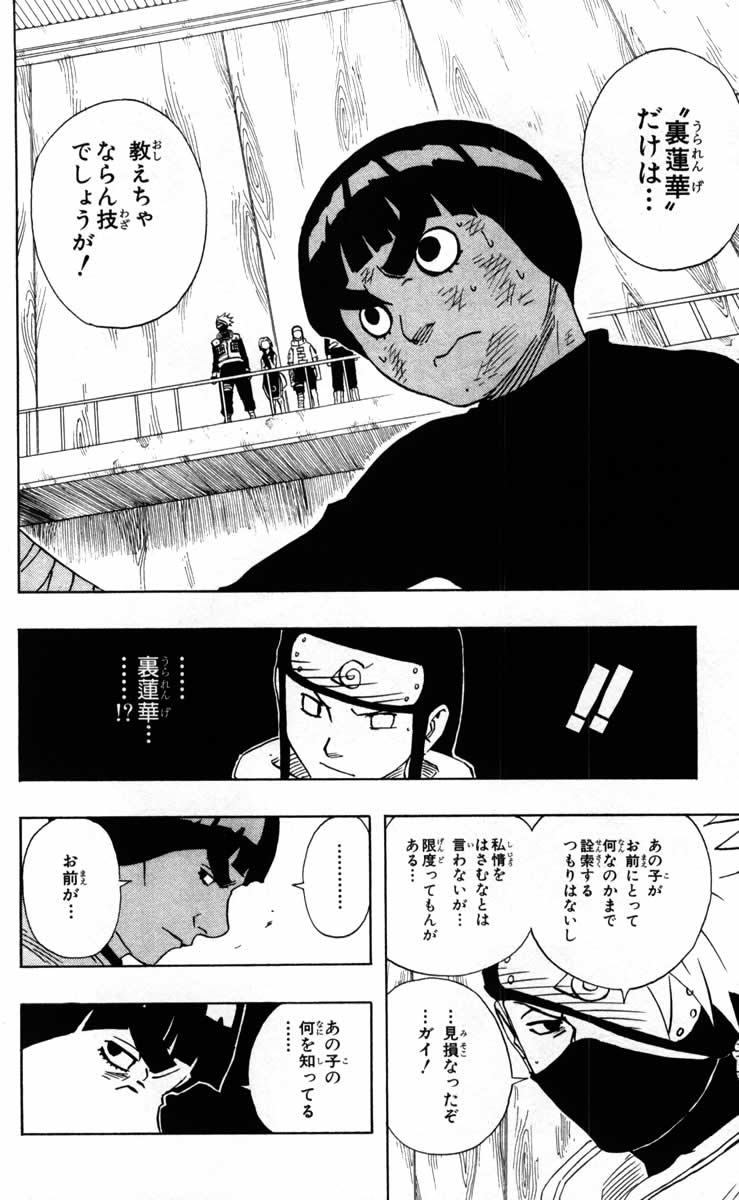 〝裏蓮華〟
だけは…
教えちゃ
ならん技
でしょうが!
!!
……
裏蓮華…
……!?
あの子が
お前にとって
何なのかまで
詮索する
つもりはないし
私情を
はさむなとは
言わないが…
限度ってもんが
ある…
…見損なったぞ
ガイ!
………
お前が…
あの子の
何を知ってる
……